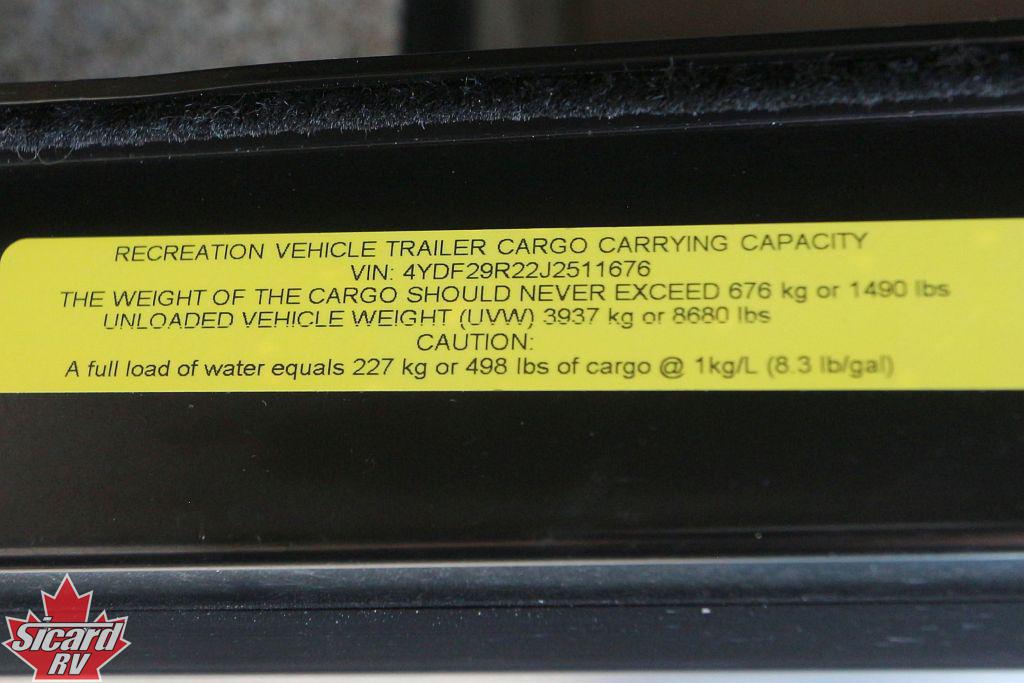 RECREATION VEHICLE TRAILER CARGO CARRYING CAPACITY
VIN: 4YDF29R22J2511676
THE WEIGHT OF THE CARGO SHOULD NEVER EXCEED 676 kg or 1490 lbs
UNLOADED VEHICLE WEIGHT (UVW) 3937 kg or 8680 lbs
CAUTION:
A full load of water equals 227 kg or 498 lbs of cargo @ 1kg/L (8.3 lb/gal)
Sicard
RV